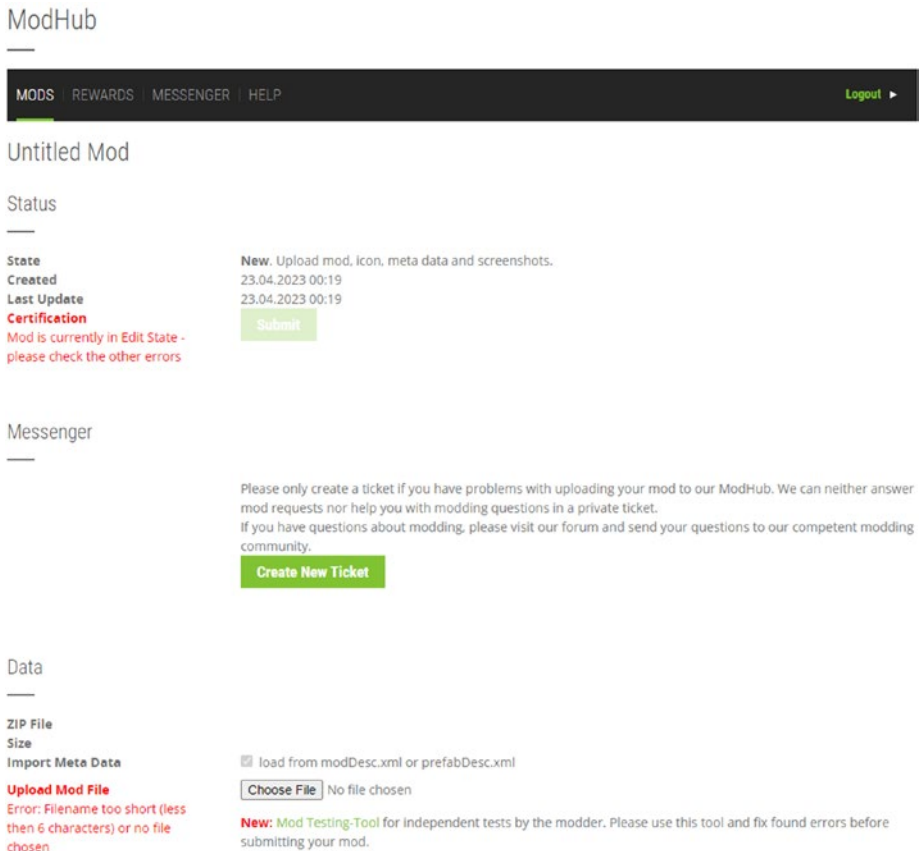 ModHub
MODS | REWARDS | MESSENGER | HELP Logout ►
Untitled Mod
Status
State New. Upload mod, icon, meta data and screenshots.
Created 23.04.2023 00:19
Last Update 23.04.2023 00:19
Certification Submit
Mod is currently in Edit State -
please check the other errors
Messenger
Please only create a ticket if you have problems with uploading your mod to our ModHub. We can neither answer
mod requests nor help you with modding questions in a private ticket.
If you have questions about modding, please visit our forum and send your questions to our competent modding
community.
Create New Ticket
Data
ZIP File
Size
Import Meta Data load from modDesc.xml or prefabDesc.xml
Upload Mod File Choose File No file chosen
Error: Filename too short (less
then 6 characters) or no file
chosen
New: Mod Testing-Tool for independent tests by the modder. Please use this tool and fix found errors before
submitting your mod.